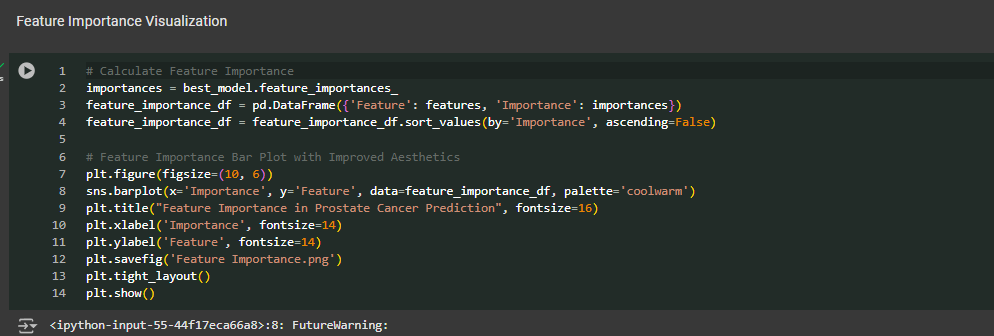 Feature Importance Visualization
s
1 # Calculate Feature Importance
2 importances = best_model.feature_importances_
3 feature_importance_df = pd.DataFrame({'Feature': features, 'Importance': importances})
4 feature_importance_df = feature_importance_df.sort_values(by='Importance', ascending=False)
5
6 # Feature Importance Bar Plot with Improved Aesthetics
7 plt.figure(figsize=(10, 6))
8 sns.barplot(x='Importance', y='Feature', data=feature_importance_df, palette='coolwarm')
9 plt.title("Feature Importance in Prostate Cancer Prediction", fontsize=16)
10 plt.xlabel('Importance', fontsize=14)
11 plt.ylabel('Feature', fontsize=14)
12 plt.savefig('Feature Importance.png')
13 plt.tight_layout()
14 plt.show()
<ipython-input-55-44f17eca66a8>:8: FutureWarning: